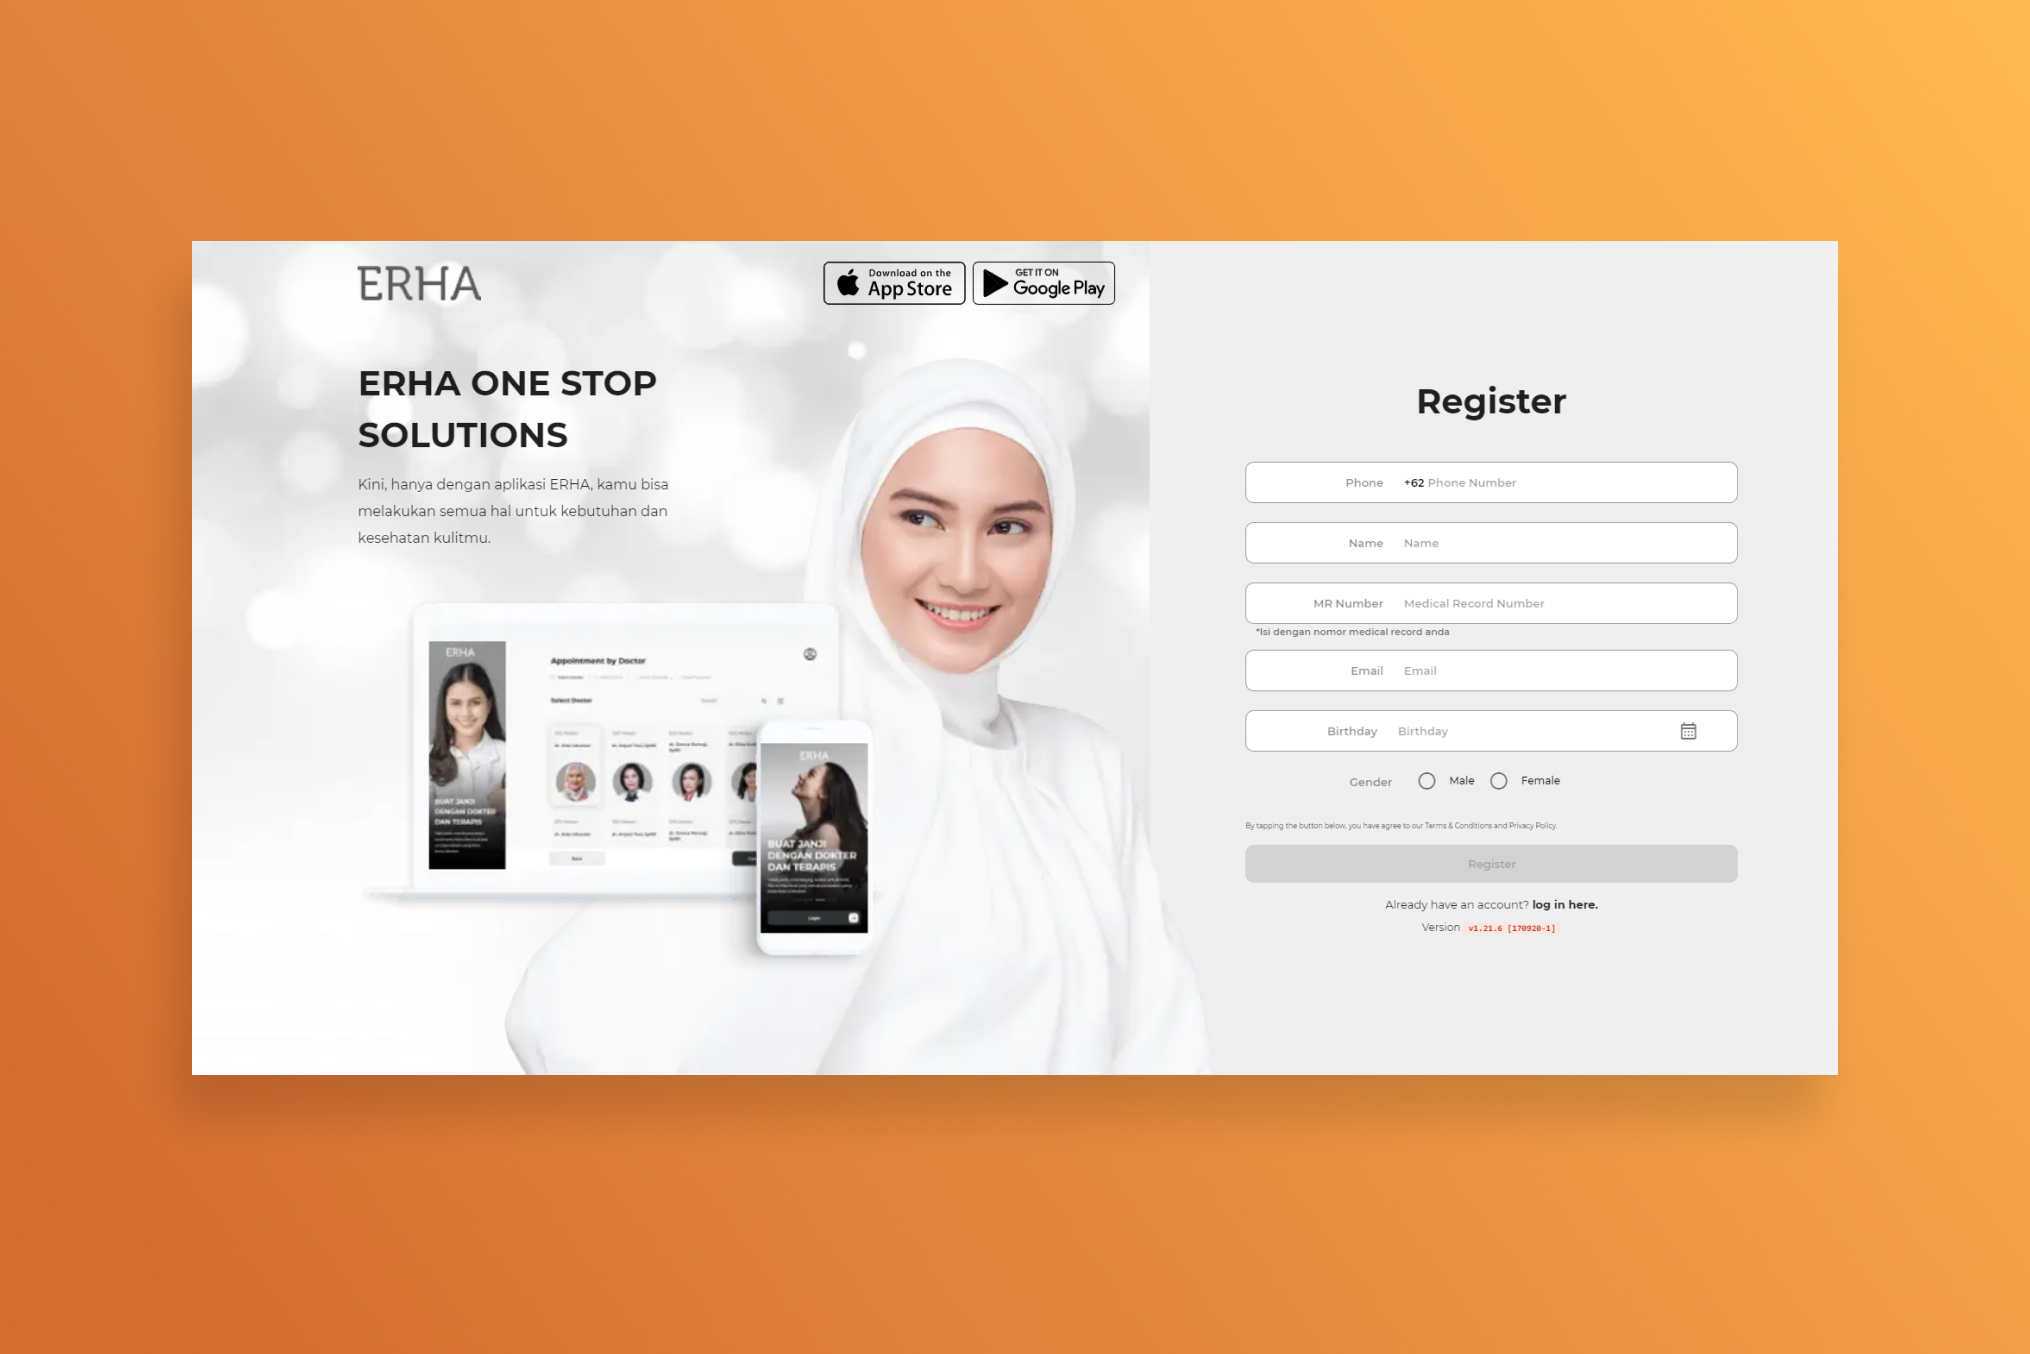 ERHA
Download on the
App Store
GET IT ON
Google Play
ERHA ONE STOP
SOLUTIONS
Kini, hanya dengan aplikasi ERHA, kamu bisa
melakukan semua hal untuk kebutuhan dan
kesehatan kulitmu.
ERHA
BUAT JANJI
DENGAN DOKTER
DAN TERAPIS
Appointment by Doctor
Select Doctor
ERHA
BUAT JANJI
DENGAN DOKTER
DAN TERAPIS
Login
Register
Phone +62 Phone Number
Name Name
MR Number Medical Record Number
*Isi dengan nomor medical record anda
Email Email
Birthday Birthday
Gender Male Female
By tapping the button below, you have agree to our Terms & Conditions and Privacy Policy.
Register
Already have an account? log in here.
Version v1.21.6 [170920-1]